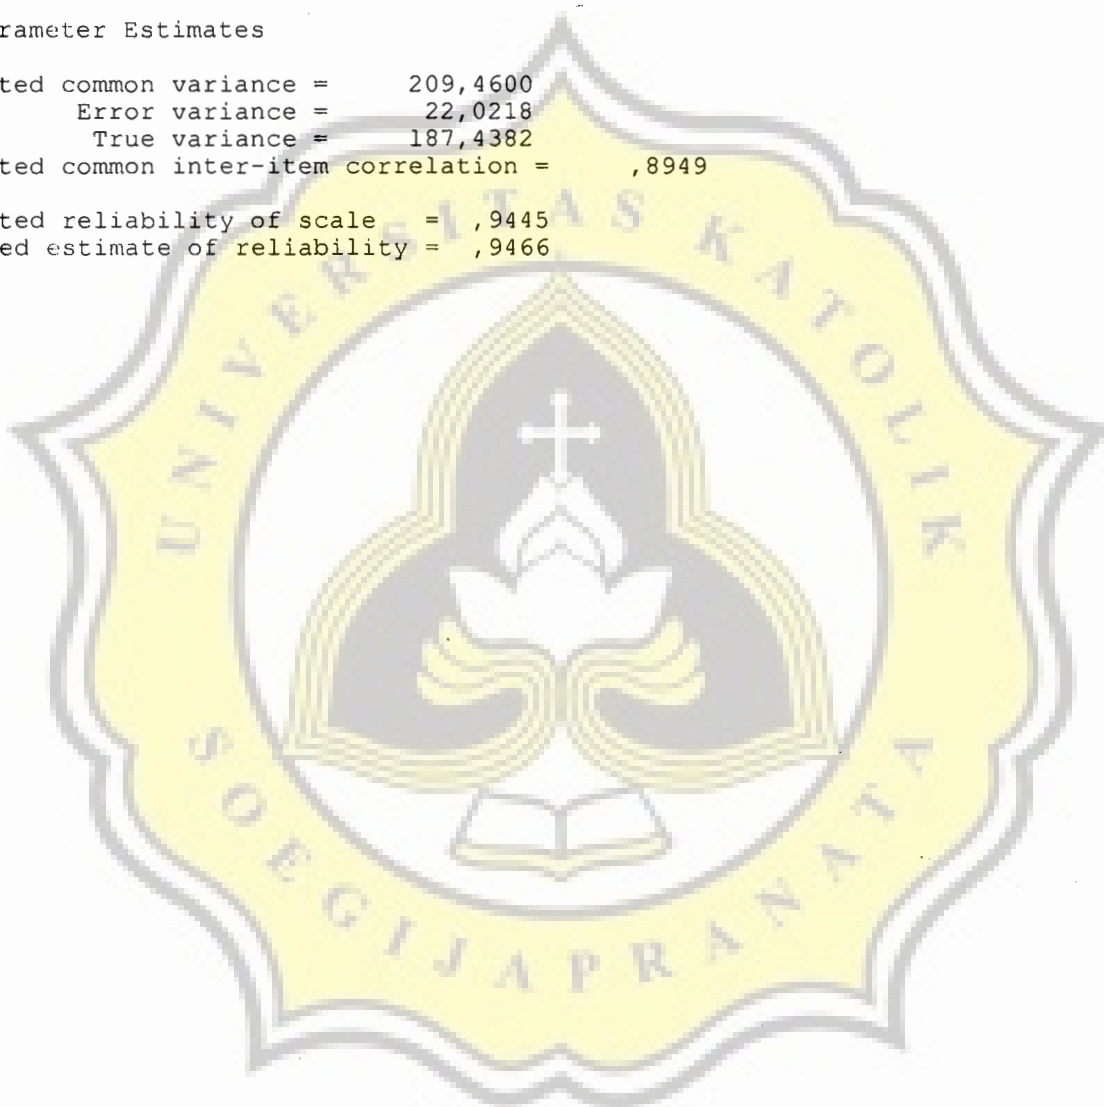 rameter Estimates
ted common variance = 209,4600
Error variance = 22,0218
True variance = 187,4382
ted common inter-item correlation = ,8949
ted reliability of scale = ,9445
ed estimate of reliability = ,9466
UNIVERSITAS KATOLIK
SOEGIJAPRANATA